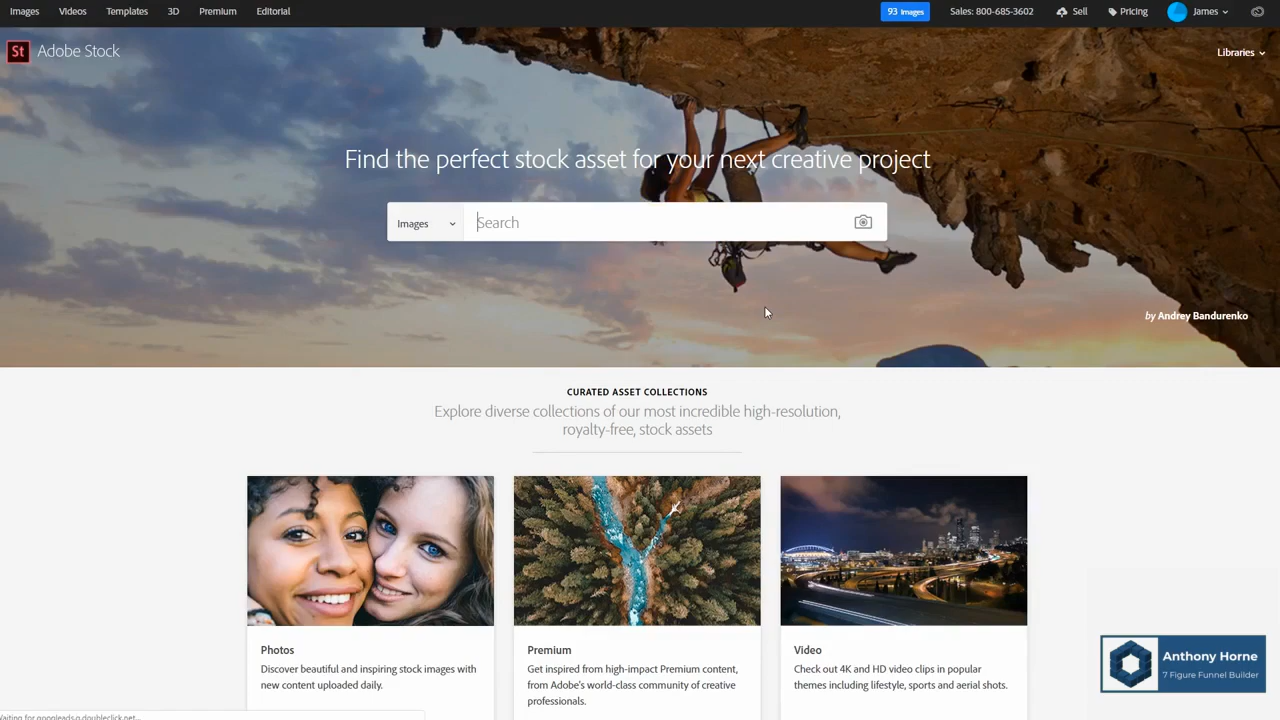 Images Videos Templates 3D Premium Editorial 93 Images Sales: 800-685-3602 Sell Pricing James
St Adobe Stock Libraries
Find the perfect stock asset for your next creative project
Images Search
by Andrey Bandurenko
CURATED ASSET COLLECTIONS
Explore diverse collections of our most incredible high-resolution,
royalty-free, stock assets
Photos
Discover beautiful and inspiring stock images with
new content uploaded daily.
Premium
Get inspired from high-impact Premium content,
from Adobe's world-class community of creative
professionals.
Video
Check out 4K and HD video clips in popular
themes including lifestyle, sports and aerial shots.
Anthony Horne
7 Figure Funnel Builder
Waiting for googleads.g.doubleclick.net...